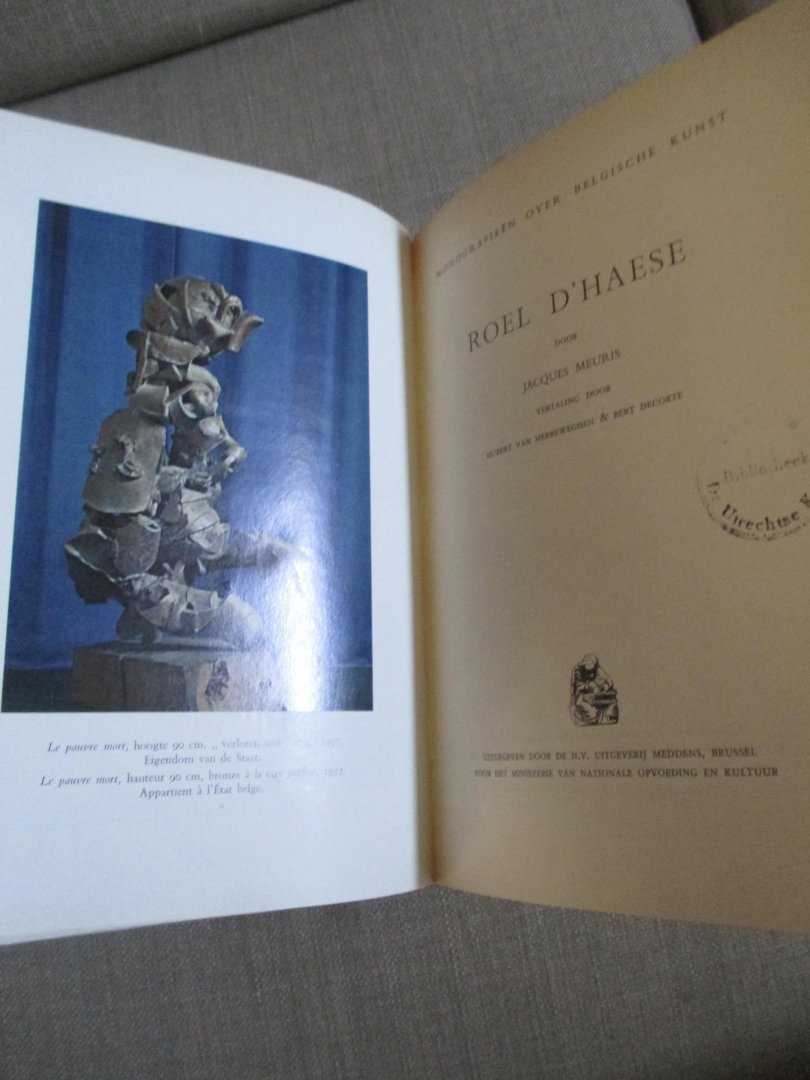 Le pauvre mort, hoogte 90 cm. „ verloren was 1957.
Eigendom van de Staat.
Le pauvre mort, hauteur 90 cm, bronze à la cire perdue, 1957.
Appartient à l'État belge.
MONOGRAFIEËN OVER BELGISCHE KUNST
ROEL D'HAESE
DOOR
JACQUES MEURIS
VERTALING DOOR
HUBERT VAN HERREWEGHEN & BERT DECORTE
Bibliotheek
De Utrechtse
UITGEGEVEN DOOR DE N.V. UITGEVERIJ MEDDENS, BRUSSEL
VOOR HET MINISTERIE VAN NATIONALE OPVOEDING EN KULTUUR